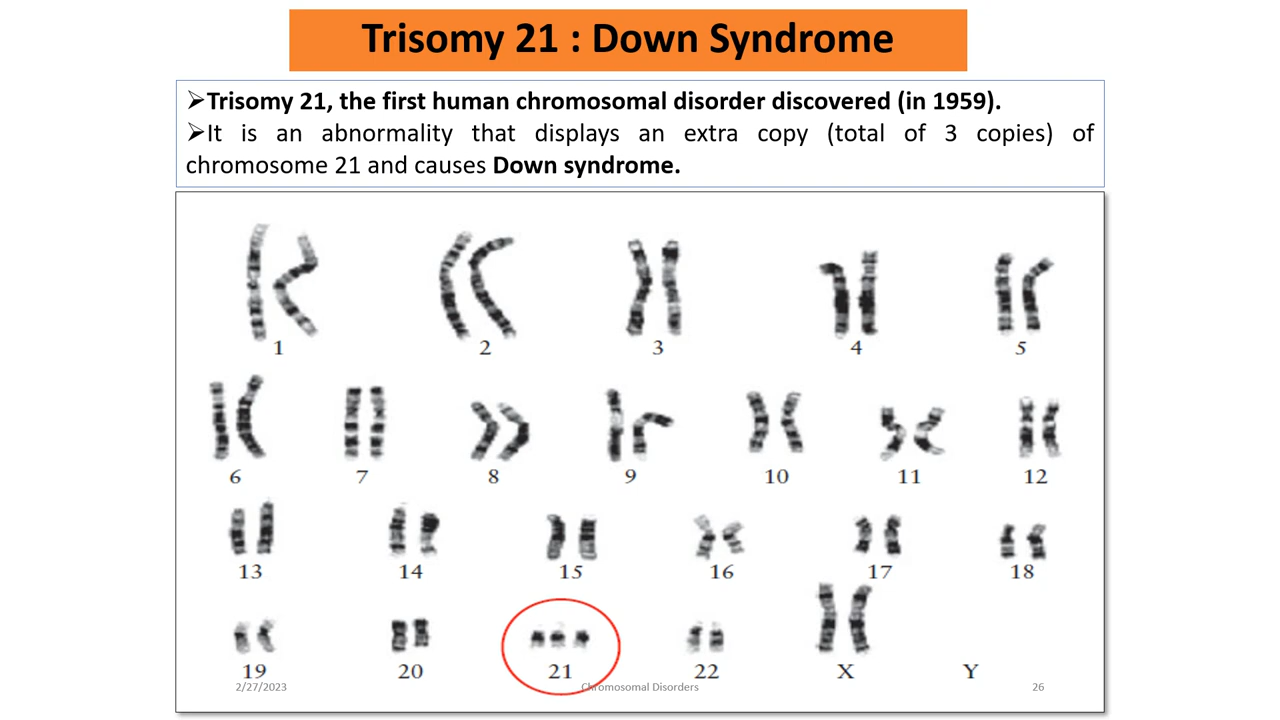 Trisomy 21 : Down Syndrome
➢Trisomy 21, the first human chromosomal disorder discovered (in 1959).
➢It is an abnormality that displays an extra copy (total of 3 copies) of
chromosome 21 and causes Down syndrome.
1 2 3 4 5
6 7 8 9 10 11 12
13 14 15 16 17 18
19 20 21 22 X Y
2/27/2023 Chromosomal Disorders 26